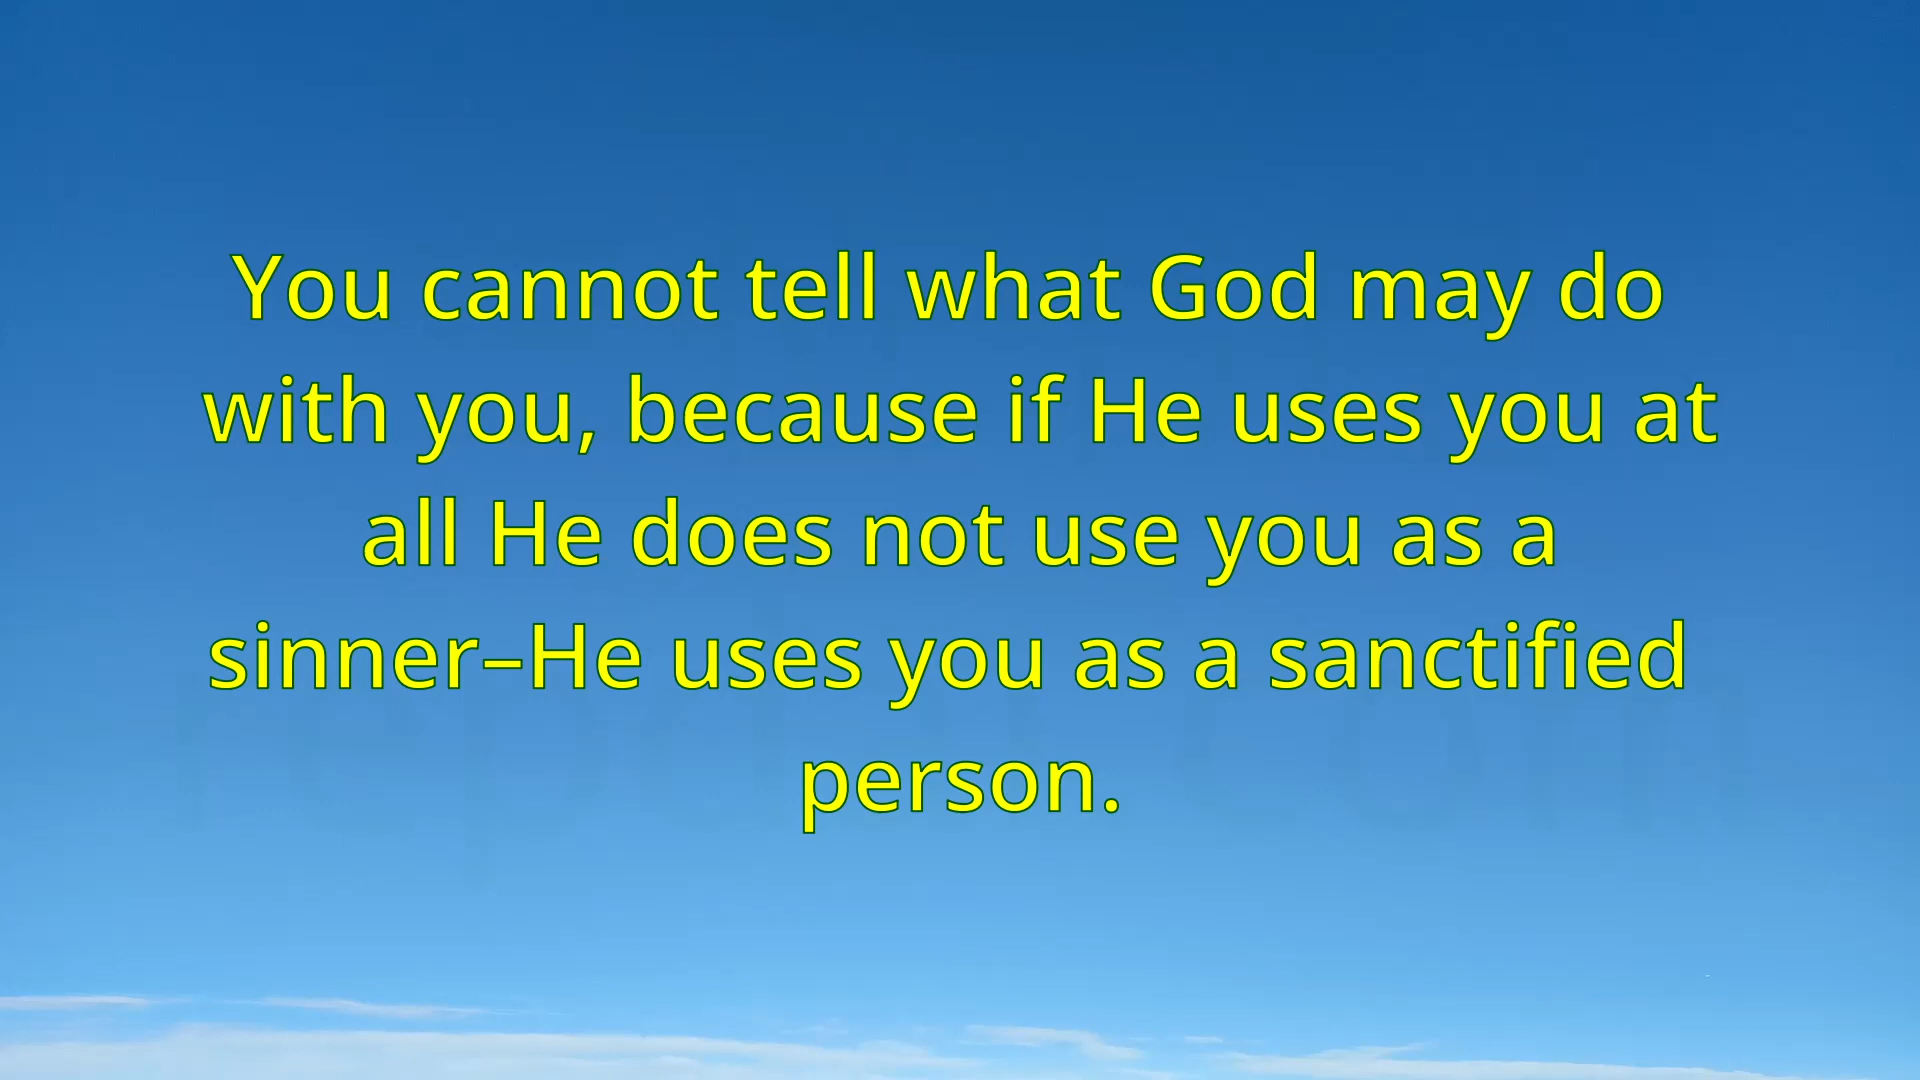 You cannot tell what God may do
with you, because if He uses you at
all He does not use you as a
sinner–He uses you as a sanctified
person.